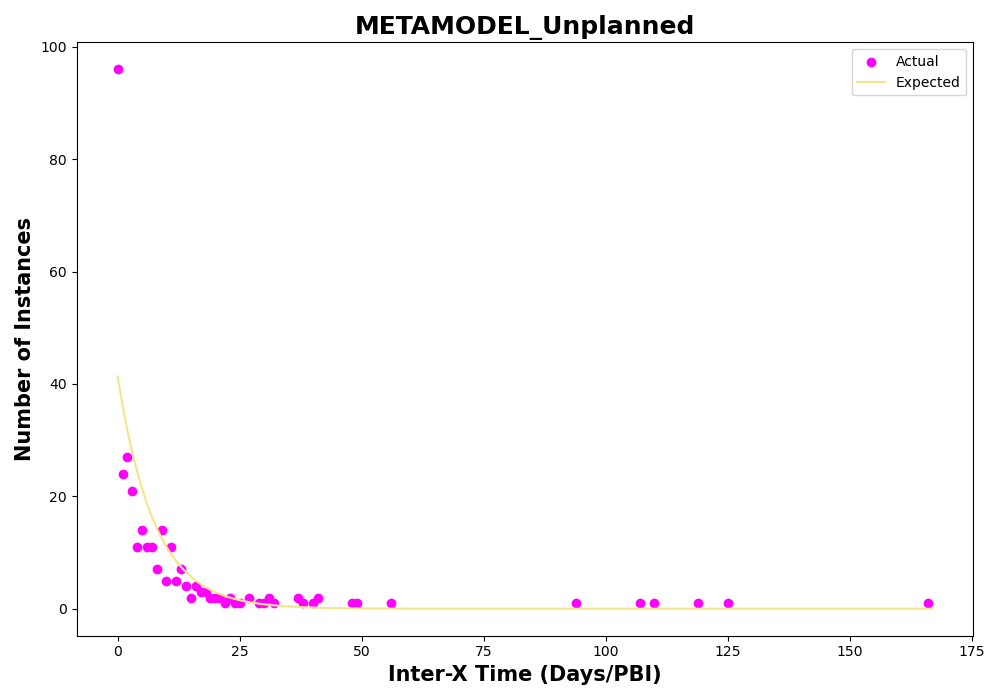 METAMODEL_Unplanned
Actual
Expected
Number of Instances
100
80
60
40
20
0
0
25
50
75
100
125
150
175
Inter-X Time (Days/PBI)